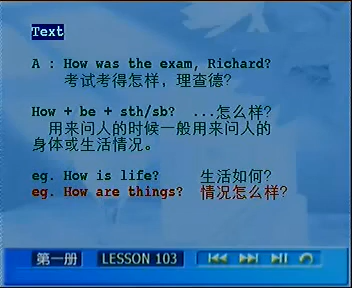 Text
A : How was the exam, Richard?
考试考得怎样，理查德？
How + be + sth/sb? ...怎么样？
用来问人的时候一般用来问人的
身体或生活情况。
eg. How is life? 生活如何？
eg. How are things? 情况怎么样？
第一册 LESSON 103